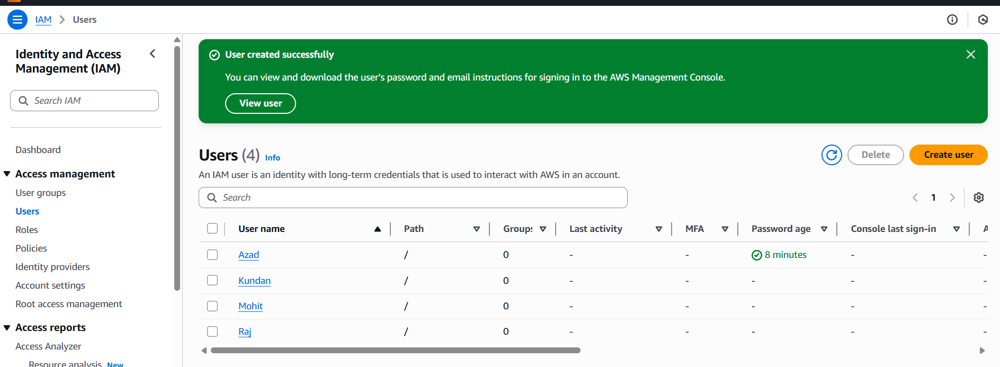 IAM > Users
Identity and Access
Management (IAM)
Search IAM
Dashboard
Access management
User groups
Users
Roles
Policies
Identity providers
Account settings
Root access management
Access reports
Access Analyzer
Resource analysis New
User created successfully
You can view and download the user's password and email instructions for signing in to the AWS Management Console.
View user
Users (4) Info
Delete
Create user
An IAM user is an identity with long-term credentials that is used to interact with AWS in an account.
Search
1
User name Path Groups Last activity MFA Password age Console last sign-in A
Azad / 0 - - 8 minutes - -
Kundan / 0 - - - - -
Mohit / 0 - - - - -
Raj / 0 - - - - -